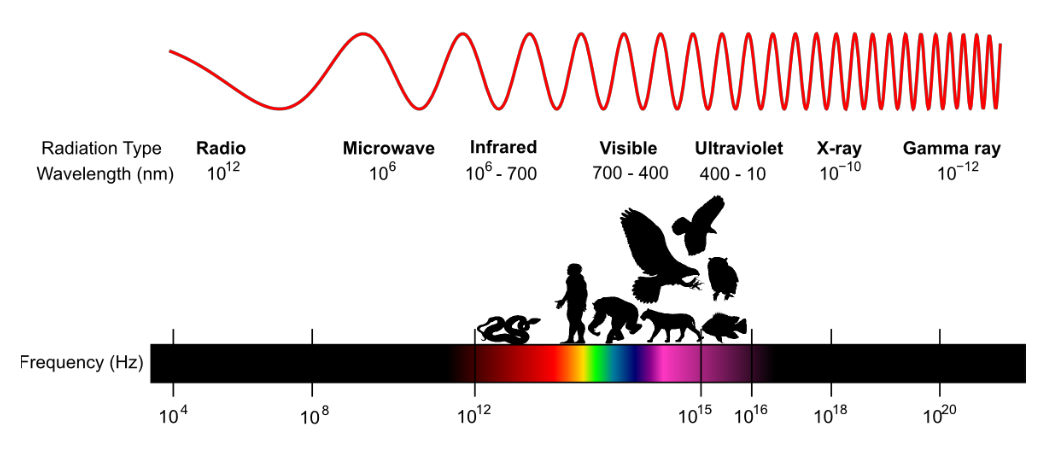 Radiation Type Radio Microwave Infrared Visible Ultraviolet X-ray Gamma ray
Wavelength (nm) 10¹² 10⁶ 10⁶ - 700 700 - 400 400 - 10 10⁻¹⁰ 10⁻¹²
Frequency (Hz)
10⁴ 10⁸ 10¹² 10¹⁵ 10¹⁶ 10¹⁸ 10²⁰